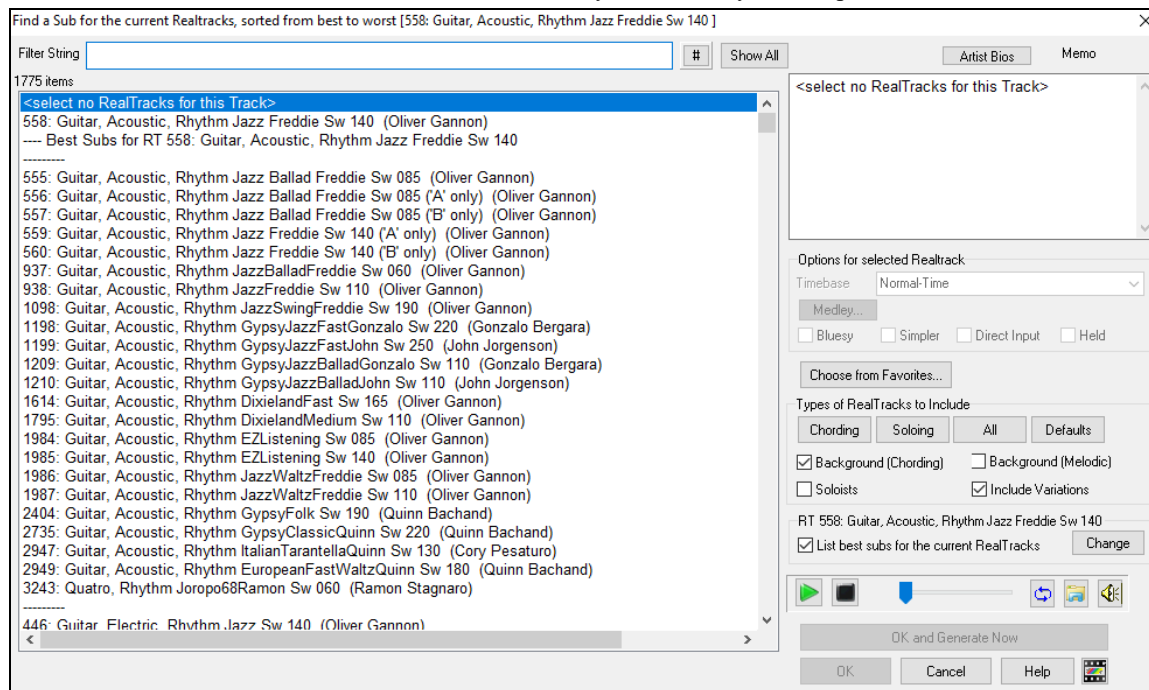 Find a Sub for the current Realtracks, sorted from best to worst [558: Guitar, Acoustic, Rhythm Jazz Freddie Sw 140 ]
Filter String
#
Show All
Artist Bios
Memo
1775 items
<select no RealTracks for this Track>
558: Guitar, Acoustic, Rhythm Jazz Freddie Sw 140 (Oliver Gannon)
---- Best Subs for RT 558: Guitar, Acoustic, Rhythm Jazz Freddie Sw 140
---------
555: Guitar, Acoustic, Rhythm Jazz Ballad Freddie Sw 085 (Oliver Gannon)
556: Guitar, Acoustic, Rhythm Jazz Ballad Freddie Sw 085 ('A' only) (Oliver Gannon)
557: Guitar, Acoustic, Rhythm Jazz Ballad Freddie Sw 085 ('B' only) (Oliver Gannon)
559: Guitar, Acoustic, Rhythm Jazz Freddie Sw 140 ('A' only) (Oliver Gannon)
560: Guitar, Acoustic, Rhythm Jazz Freddie Sw 140 ('B' only) (Oliver Gannon)
937: Guitar, Acoustic, Rhythm JazzBalladFreddie Sw 060 (Oliver Gannon)
938: Guitar, Acoustic, Rhythm JazzFreddie Sw 110 (Oliver Gannon)
1098: Guitar, Acoustic, Rhythm JazzSwingFreddie Sw 190 (Oliver Gannon)
1198: Guitar, Acoustic, Rhythm GypsyJazzFastGonzalo Sw 220 (Gonzalo Bergara)
1199: Guitar, Acoustic, Rhythm GypsyJazzFastJohn Sw 250 (John Jorgenson)
1209: Guitar, Acoustic, Rhythm GypsyJazzBalladGonzalo Sw 110 (Gonzalo Bergara)
1210: Guitar, Acoustic, Rhythm GypsyJazzBalladJohn Sw 110 (John Jorgenson)
1614: Guitar, Acoustic, Rhythm DixielandFast Sw 165 (Oliver Gannon)
1795: Guitar, Acoustic, Rhythm DixielandMedium Sw 110 (Oliver Gannon)
1984: Guitar, Acoustic, Rhythm EZListening Sw 085 (Oliver Gannon)
1985: Guitar, Acoustic, Rhythm EZListening Sw 140 (Oliver Gannon)
1986: Guitar, Acoustic, Rhythm JazzWaltzFreddie Sw 085 (Oliver Gannon)
1987: Guitar, Acoustic, Rhythm JazzWaltzFreddie Sw 110 (Oliver Gannon)
2404: Guitar, Acoustic, Rhythm GypsyFolk Sw 190 (Quinn Bachand)
2735: Guitar, Acoustic, Rhythm GypsyClassicQuinn Sw 220 (Quinn Bachand)
2947: Guitar, Acoustic, Rhythm ItalianTarantellaQuinn Sw 130 (Cory Pesaturo)
2949: Guitar, Acoustic, Rhythm EuropeanFastWaltzQuinn Sw 180 (Quinn Bachand)
3243: Quatro, Rhythm Joropo68Ramon Sw 060 (Ramon Stagnaro)
---------
446: Guitar, Electric, Rhythm Jazz Sw 140 (Oliver Gannon)
<select no RealTracks for this Track>
Options for selected Realtrack
Timebase
Normal-Time
Medley...
Bluesy
Simpler
Direct Input
Held
Choose from Favorites...
Types of RealTracks to Include
Chording
Soloing
All
Defaults
Background (Chording)
Background (Melodic)
Soloists
Include Variations
RT 558: Guitar, Acoustic, Rhythm Jazz Freddie Sw 140
List best subs for the current RealTracks
Change
OK and Generate Now
OK
Cancel
Help